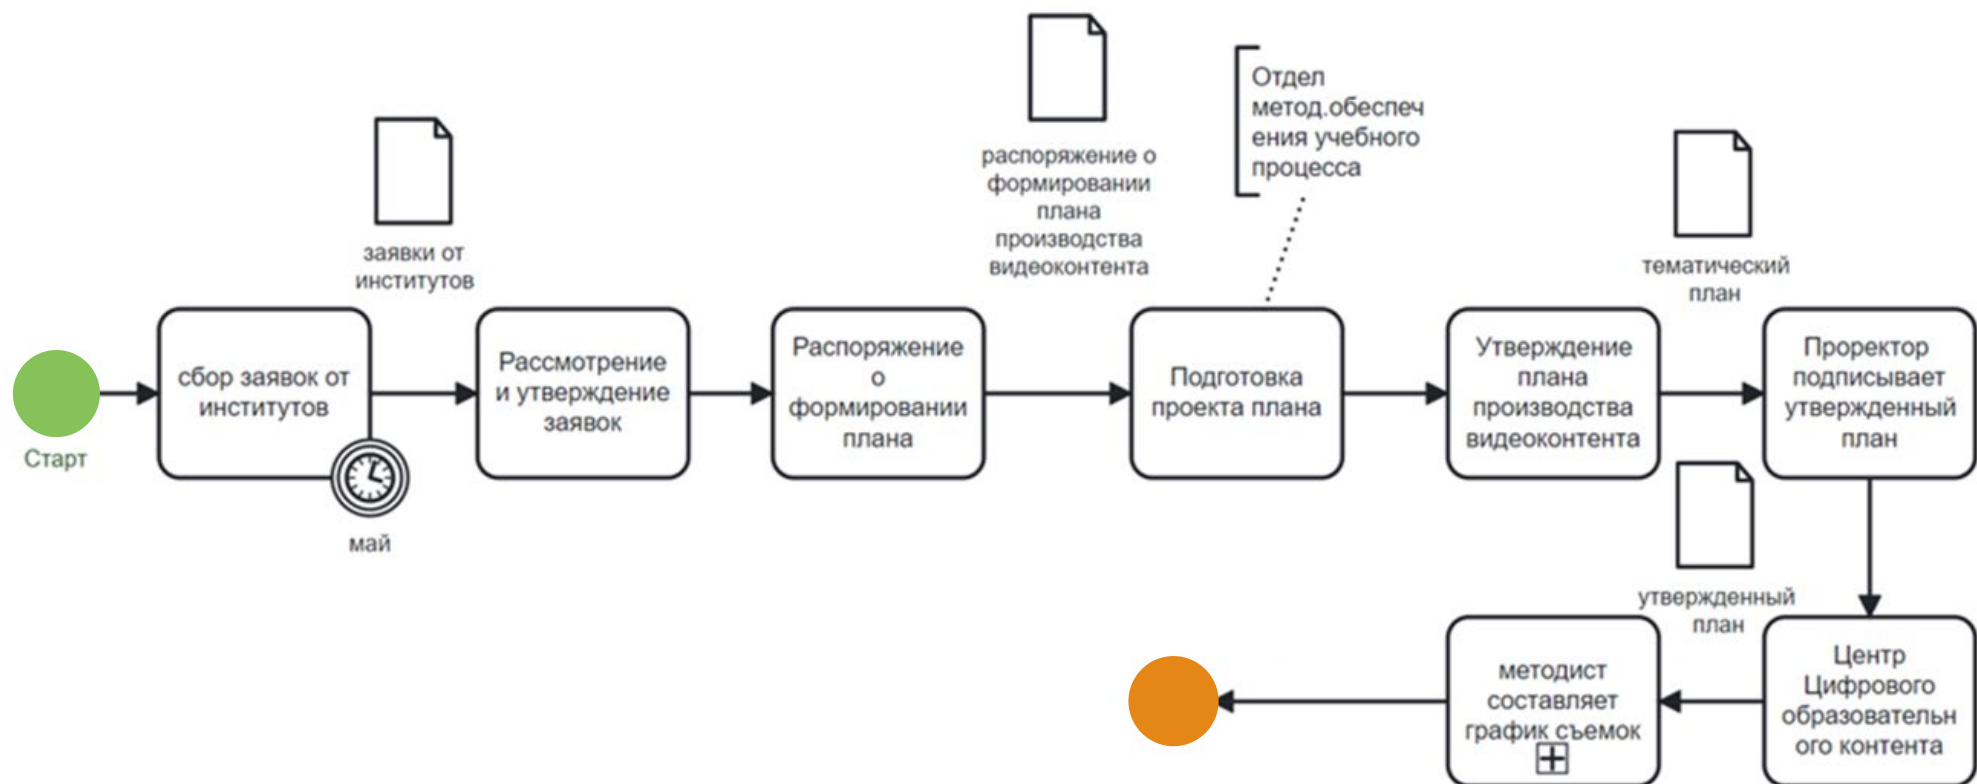 Отдел
метод.обеспеч
ения учебного
процесса
распоряжение о
формировании
плана
производства
видеоконтента
заявки от
институтов
тематический
план
Старт
сбор заявок от
институтов
май
Рассмотрение
и утверждение
заявок
Распоряжение
о
формировании
плана
Подготовка
проекта плана
Утверждение
плана
производства
видеоконтента
Проректор
подписывает
утвержденный
план
утвержденный
план
методист
составляет
график съемок
Центр
Цифрового
образовательн
ого контента